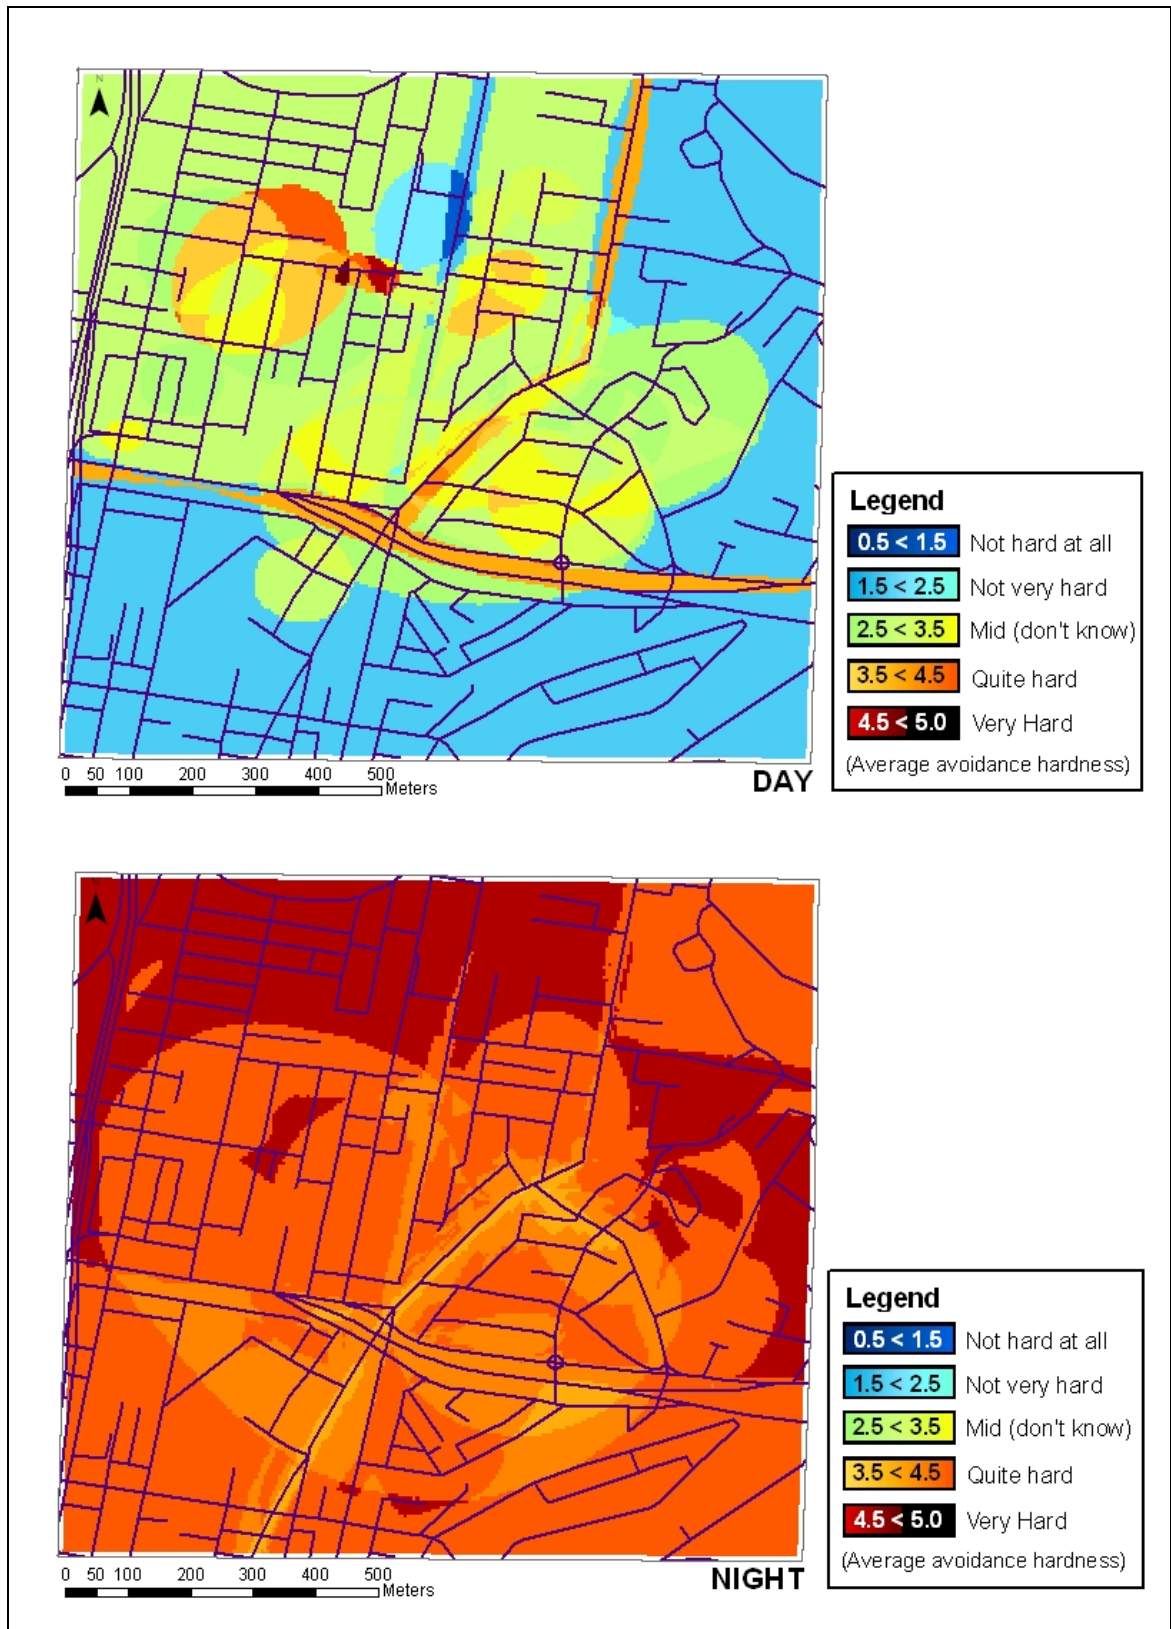 N
Legend
0.5 < 1.5 Not hard at all
1.5 < 2.5 Not very hard
2.5 < 3.5 Mid (don't know)
3.5 < 4.5 Quite hard
4.5 < 5.0 Very Hard
(Average avoidance hardness)
0 50 100 200 300 400 500
Meters
DAY
N
Legend
0.5 < 1.5 Not hard at all
1.5 < 2.5 Not very hard
2.5 < 3.5 Mid (don't know)
3.5 < 4.5 Quite hard
4.5 < 5.0 Very Hard
(Average avoidance hardness)
0 50 100 200 300 400 500
Meters
NIGHT